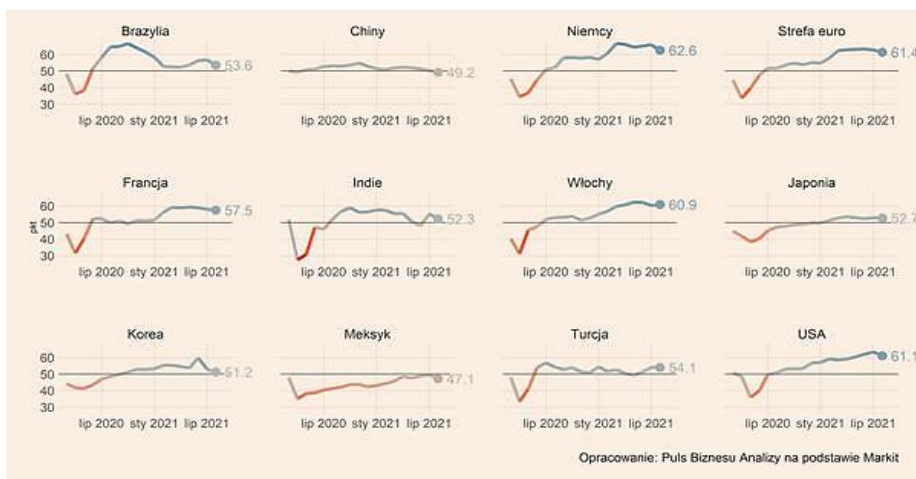 Brazylia Chiny Niemcy Strefa euro
60
50
40
30
53.6 49.2 62.6 61.4
lip 2020 sty 2021 lip 2021 lip 2020 sty 2021 lip 2021 lip 2020 sty 2021 lip 2021 lip 2020 sty 2021 lip 2021
Francja Indie Włochy Japonia
pkt
60
50
40
30
57.5 52.3 60.9 52.7
lip 2020 sty 2021 lip 2021 lip 2020 sty 2021 lip 2021 lip 2020 sty 2021 lip 2021 lip 2020 sty 2021 lip 2021
Korea Meksyk Turcja USA
60
50
40
30
51.2 47.1 54.1 61.1
lip 2020 sty 2021 lip 2021 lip 2020 sty 2021 lip 2021 lip 2020 sty 2021 lip 2021 lip 2020 sty 2021 lip 2021
Opracowanie: Puls Biznesu Analizy na podstawie Markit